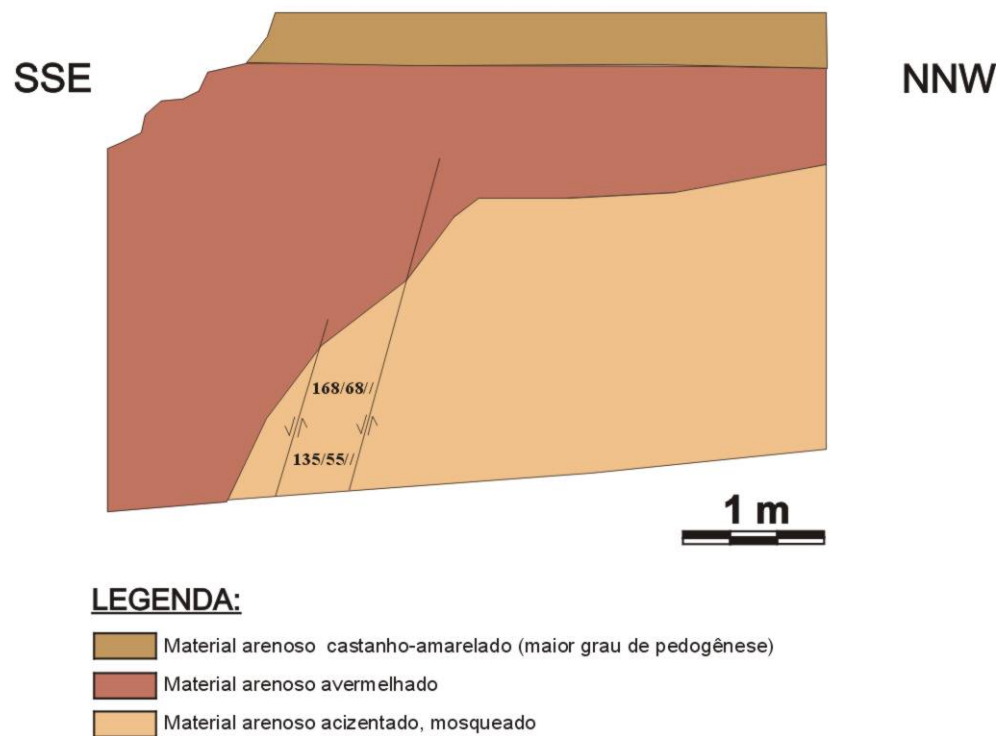 SSE
NNW
168/68//
135/55//
1 m
LEGENDA:
Material arenoso castanho-amarelado (maior grau de pedogênese)
Material arenoso avermelhado
Material arenoso acizentado, mosqueado